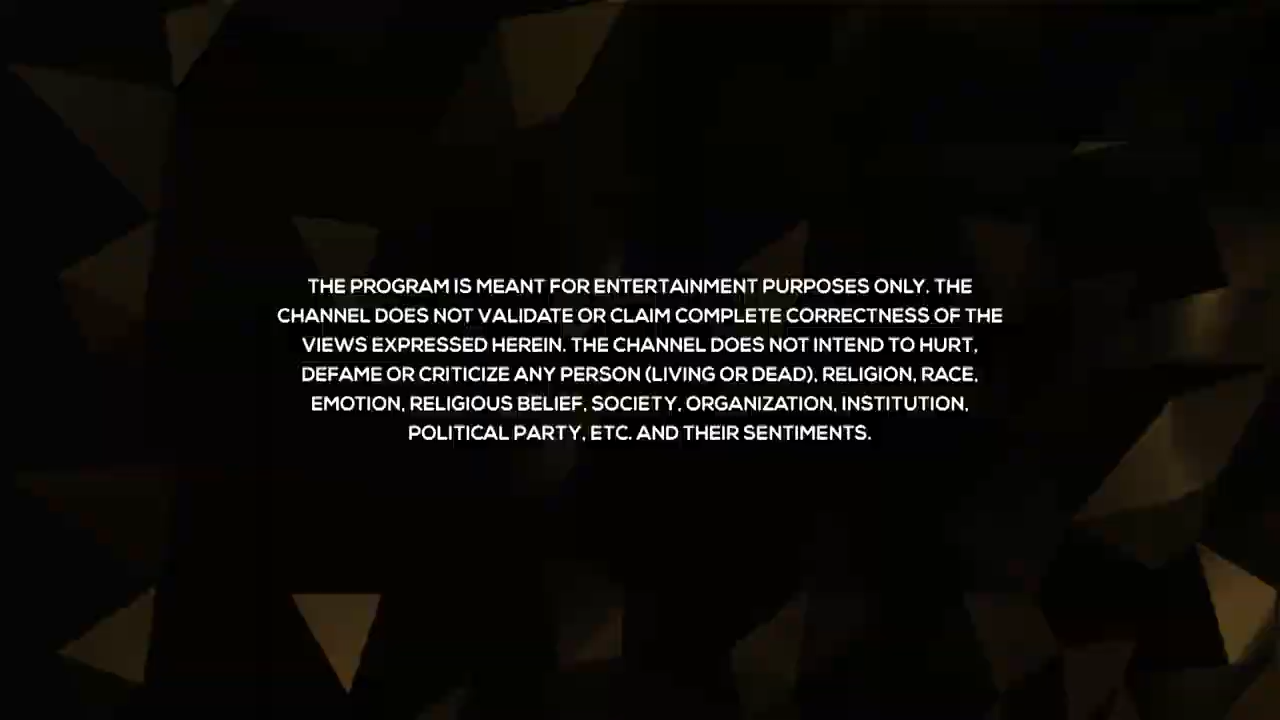 THE PROGRAM IS MEANT FOR ENTERTAINMENT PURPOSES ONLY. THE
CHANNEL DOES NOT VALIDATE OR CLAIM COMPLETE CORRECTNESS OF THE
VIEWS EXPRESSED HEREIN. THE CHANNEL DOES NOT INTEND TO HURT,
DEFAME OR CRITICIZE ANY PERSON (LIVING OR DEAD), RELIGION, RACE,
EMOTION, RELIGIOUS BELIEF, SOCIETY, ORGANIZATION, INSTITUTION,
POLITICAL PARTY, ETC. AND THEIR SENTIMENTS.